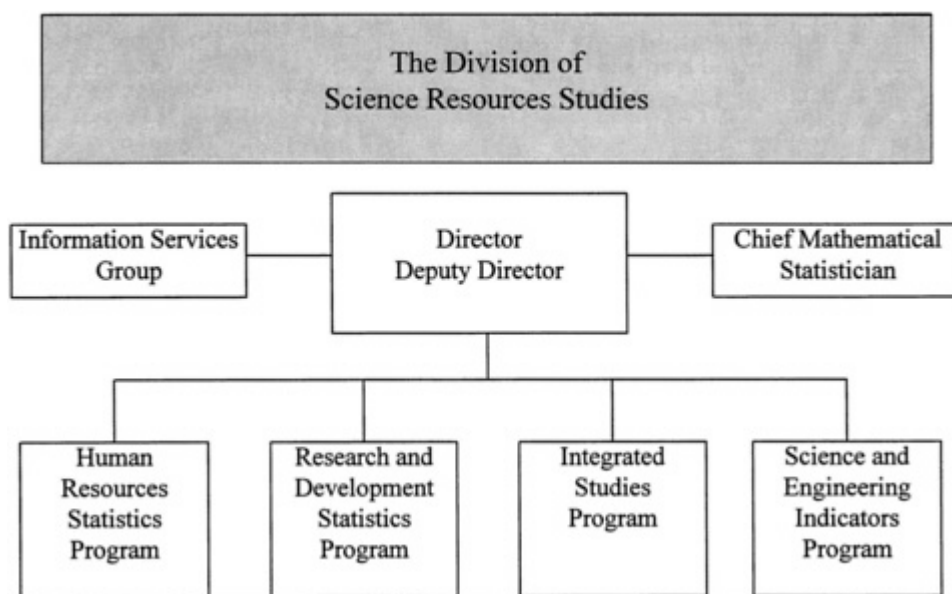 The Division of
Science Resources Studies
Information Services
Group
Director
Deputy Director
Chief Mathematical
Statistician
Human
Resources
Statistics
Program
Research and
Development
Statistics
Program
Integrated
Studies
Program
Science and
Engineering
Indicators
Program